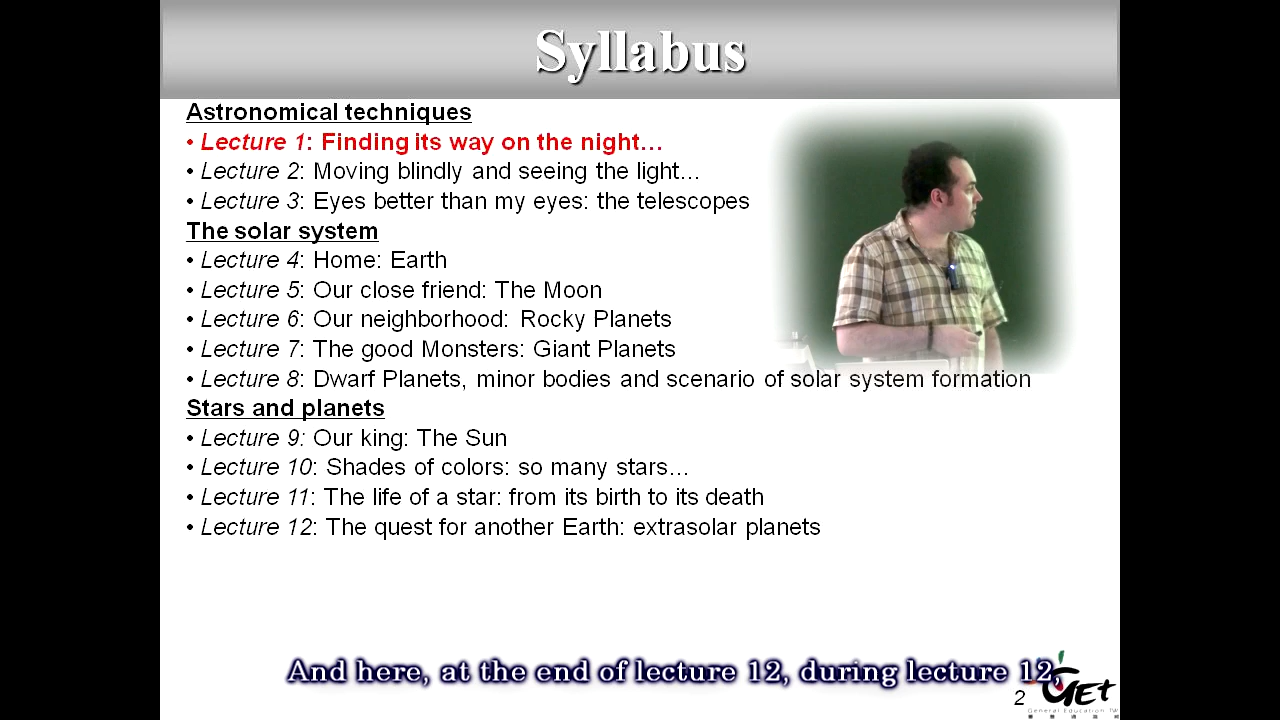 Syllabus
Astronomical techniques
• Lecture 1: Finding its way on the night…
• Lecture 2: Moving blindly and seeing the light…
• Lecture 3: Eyes better than my eyes: the telescopes
The solar system
• Lecture 4: Home: Earth
• Lecture 5: Our close friend: The Moon
• Lecture 6: Our neighborhood: Rocky Planets
• Lecture 7: The good Monsters: Giant Planets
• Lecture 8: Dwarf Planets, minor bodies and scenario of solar system formation
Stars and planets
• Lecture 9: Our king: The Sun
• Lecture 10: Shades of colors: so many stars…
• Lecture 11: The life of a star: from its birth to its death
• Lecture 12: The quest for another Earth: extrasolar planets
And here, at the end of lecture 12, during lecture 12,
2
GEt
General Education TW